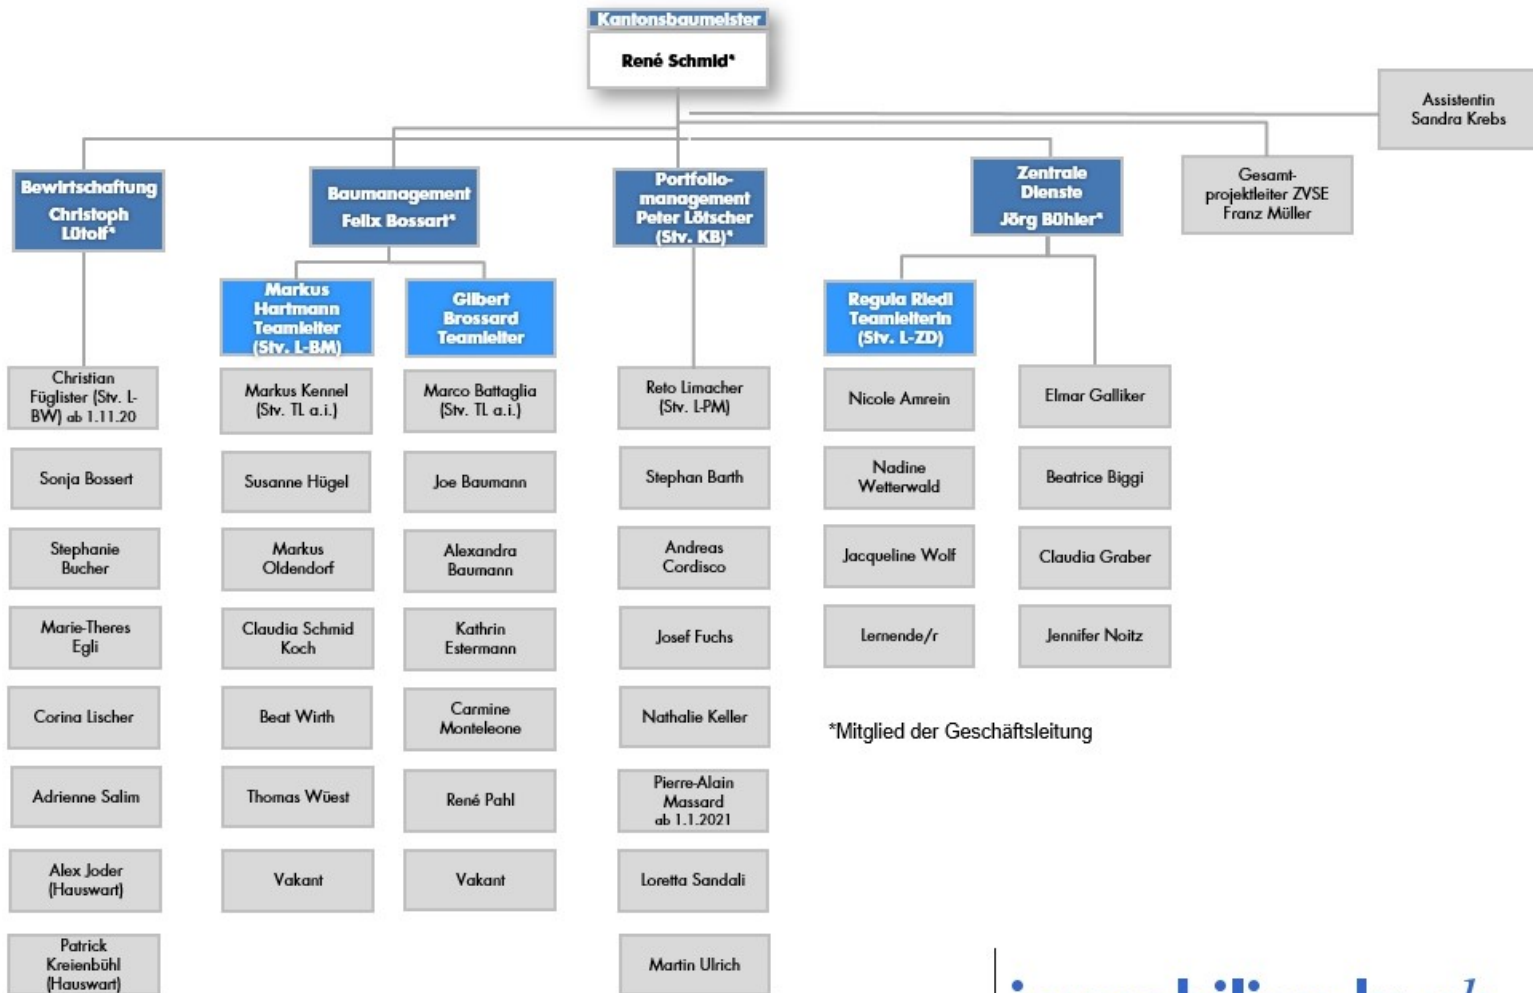 Kantonsbaumeister
René Schmid*
Assistentin
Sandra Krebs
Bewirtschaftung
Christoph
Lütolf*
Baumanagement
Felix Bossart*
Portfolio-
management
Peter Lötscher
(Stv. KB)*
Zentrale
Dienste
Jörg Bühler*
Gesamt-
projektleiter ZVSE
Franz Müller
Markus
Hartmann
Teamleiter
(Stv. L-BM)
Gilbert
Brossard
Teamleiter
Regula Riedl
Teamleiterin
(Stv. L-ZD)
Christian
Füglister (Stv. L-
BW) ab 1.11.20
Sonja Bossert
Stephanie
Bucher
Marie-Theres
Egli
Corina Lischer
Adrienne Salim
Alex Joder
(Hauswart)
Patrick
Kreienbühl
(Hauswart)
Markus Kennel
(Stv. TL a.i.)
Susanne Hügel
Markus
Oldendorf
Claudia Schmid
Koch
Beat Wirth
Thomas Wüest
Vakant
Marco Battaglia
(Stv. TL a.i.)
Joe Baumann
Alexandra
Baumann
Kathrin
Estermann
Carmine
Monteleone
René Pahl
Vakant
Reto Limacher
(Stv. L-PM)
Stephan Barth
Andreas
Cordisco
Josef Fuchs
Nathalie Keller
Pierre-Alain
Massard
ab 1.1.2021
Loretta Sandali
Martin Ulrich
Nicole Amrein
Nadine
Wetterwald
Jacqueline Wolf
Lernende/r
Elmar Galliker
Beatrice Biggi
Claudia Graber
Jennifer Noitz
*Mitglied der Geschäftsleitung